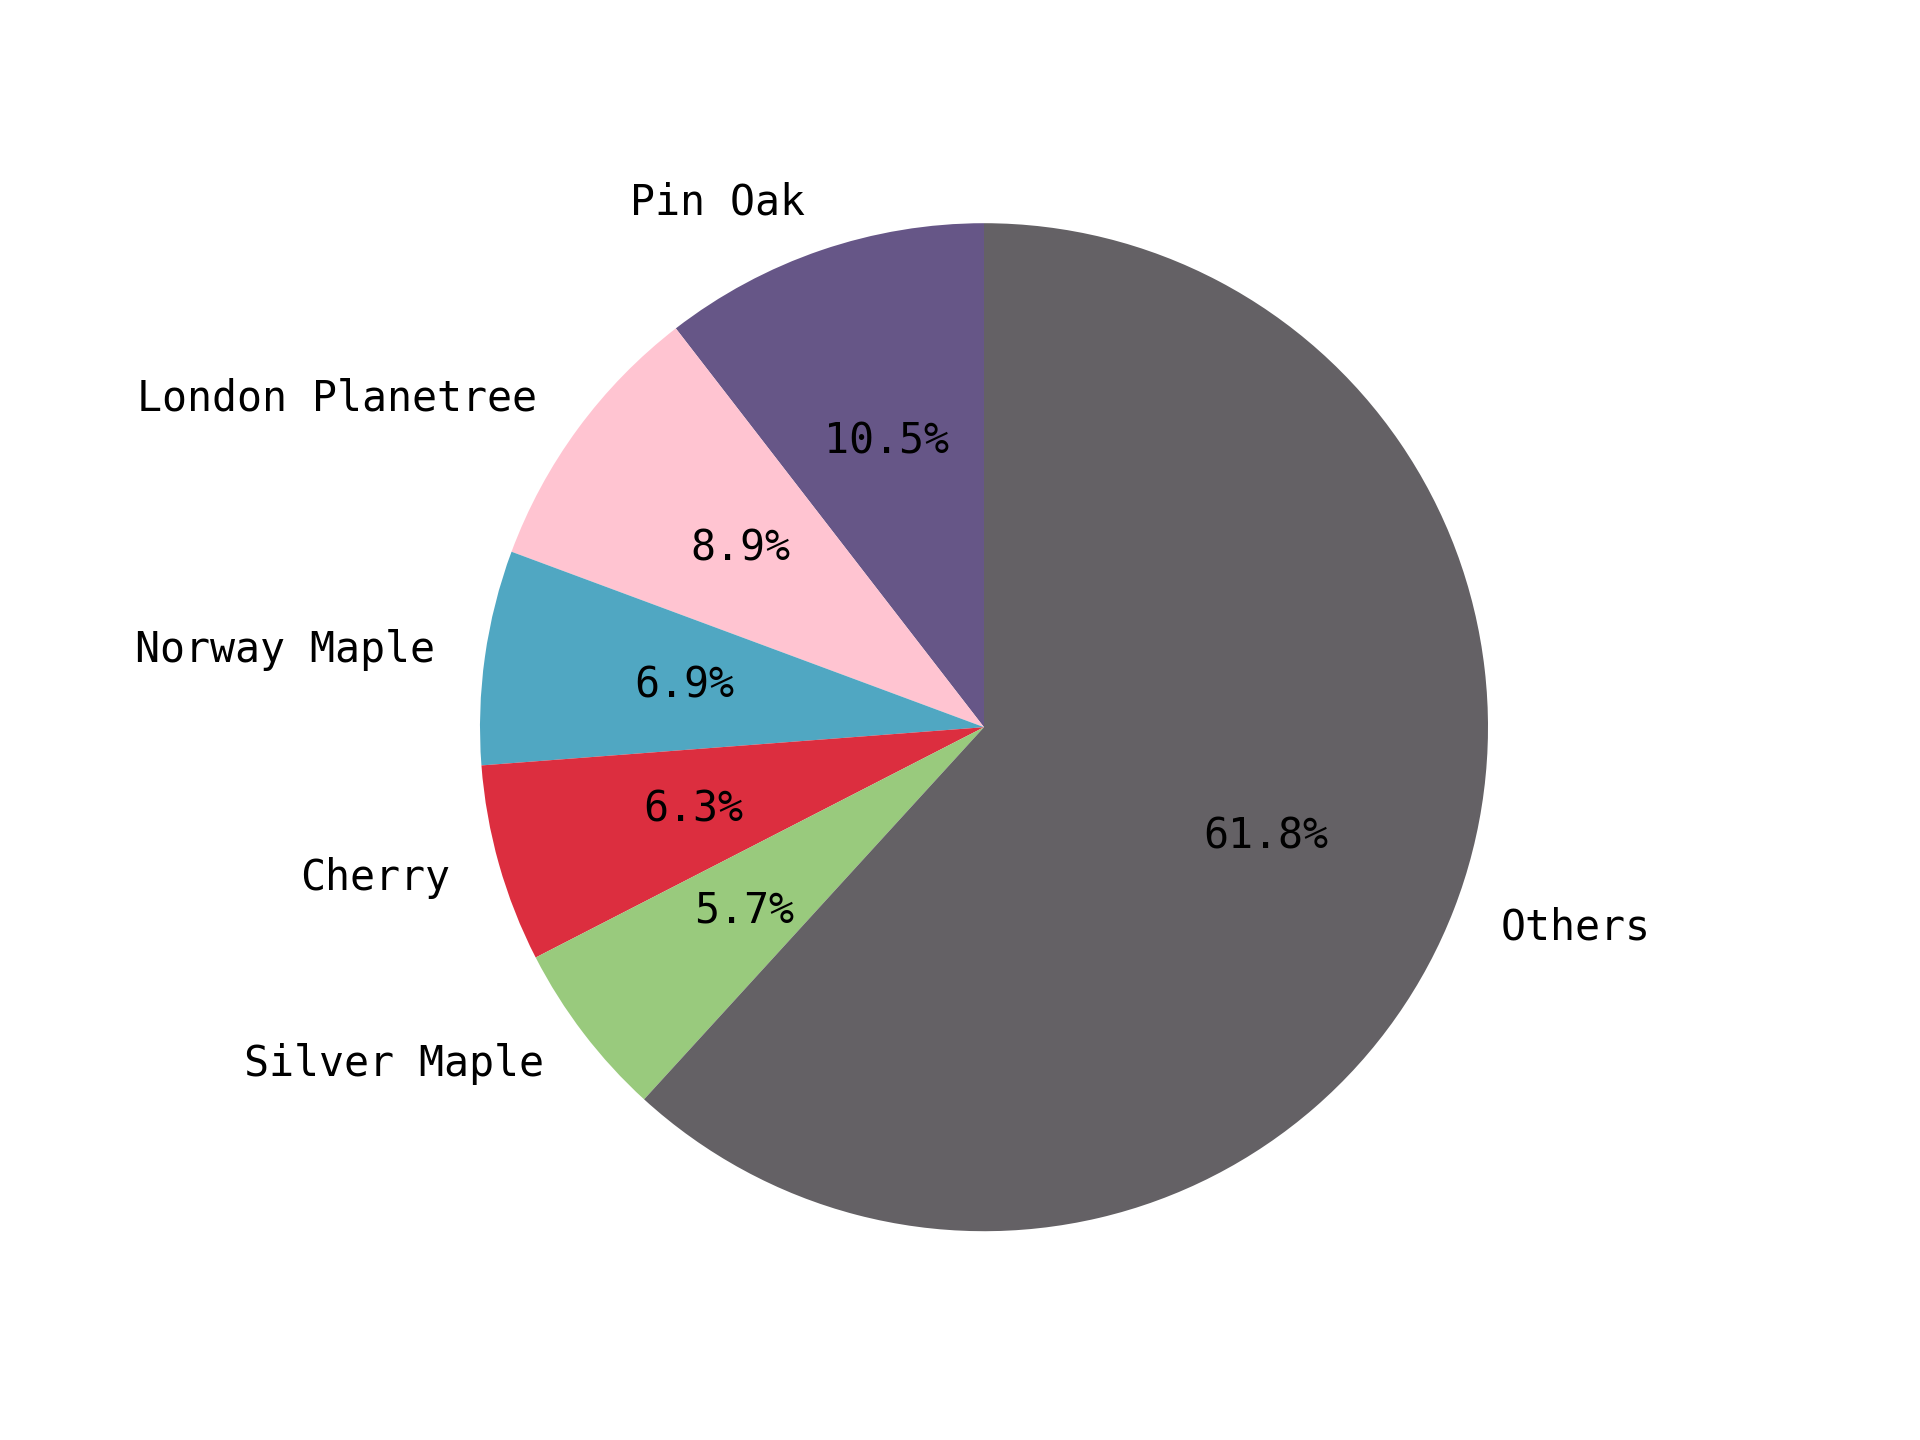 Pin Oak
10.5%
London Planetree
8.9%
Norway Maple
6.9%
Cherry
6.3%
Silver Maple
5.7%
61.8%
Others